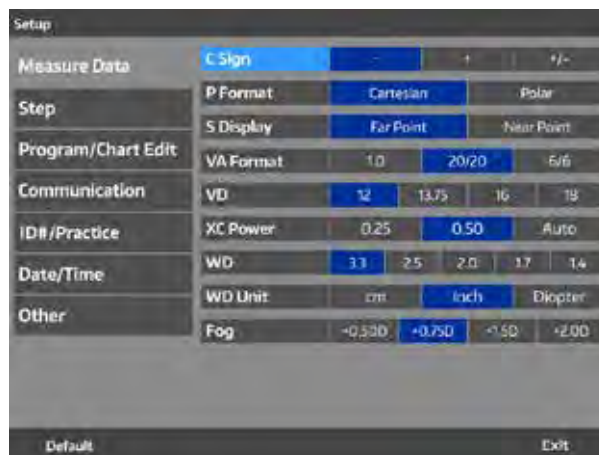 Setup
Measure Data
Step
Program/Chart Edit
Communication
ID#/Practice
Date/Time
Other
C Sign - + +/-
P Format Cartesian Polar
S Display Far Point Near Point
VA Format 1.0 20/20 6/6
VD 12 13.75 16 18
XC Power 0.25 0.50 Auto
WD 3.3 2.5 2.0 1.7 1.4
WD Unit cm Inch Diopter
Fog +0.50D +0.75D +1.5D +2.0D
Default Exit